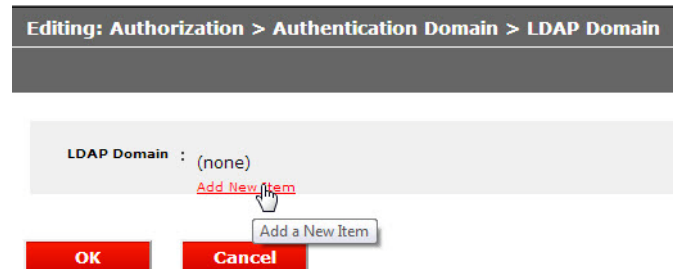 Editing: Authorization > Authentication Domain > LDAP Domain
LDAP Domain : (none)
Add New Item
Add a New Item
OK Cancel